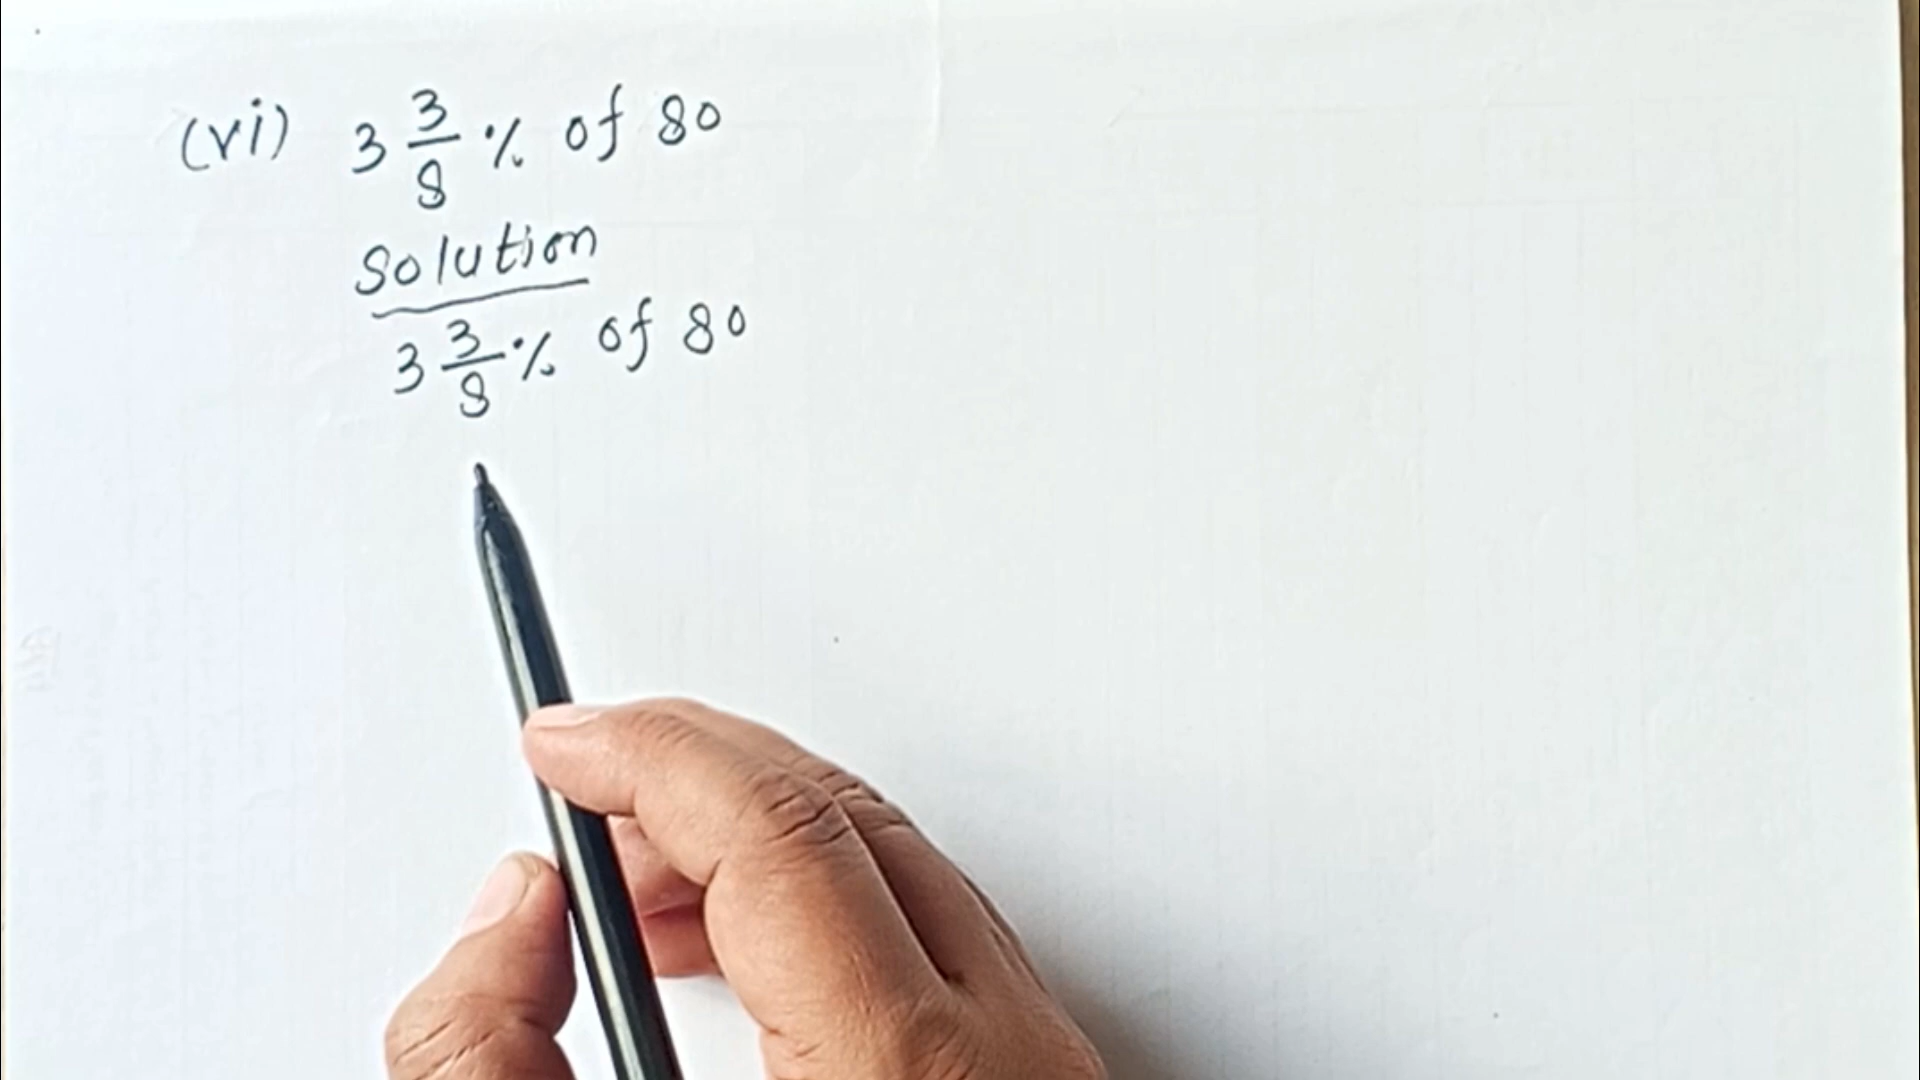 (vi) 3 3/8 % of 80
Solution
3 3/8 % of 80